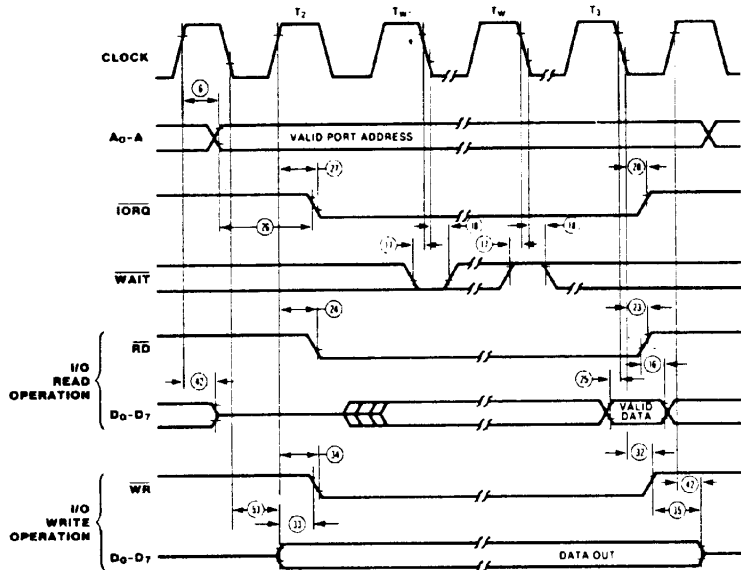 T2 Tw* Tw T3
CLOCK
6
A0-A VALID PORT ADDRESS
27 28
IORQ
26
17 18 17 18
WAIT
24 23
RD
16
I/O
READ
OPERATION
42 25
D0-D7 VALID
DATA
34 32
WR
42
I/O
WRITE
OPERATION
53 33 35
D0-D7 DATA OUT